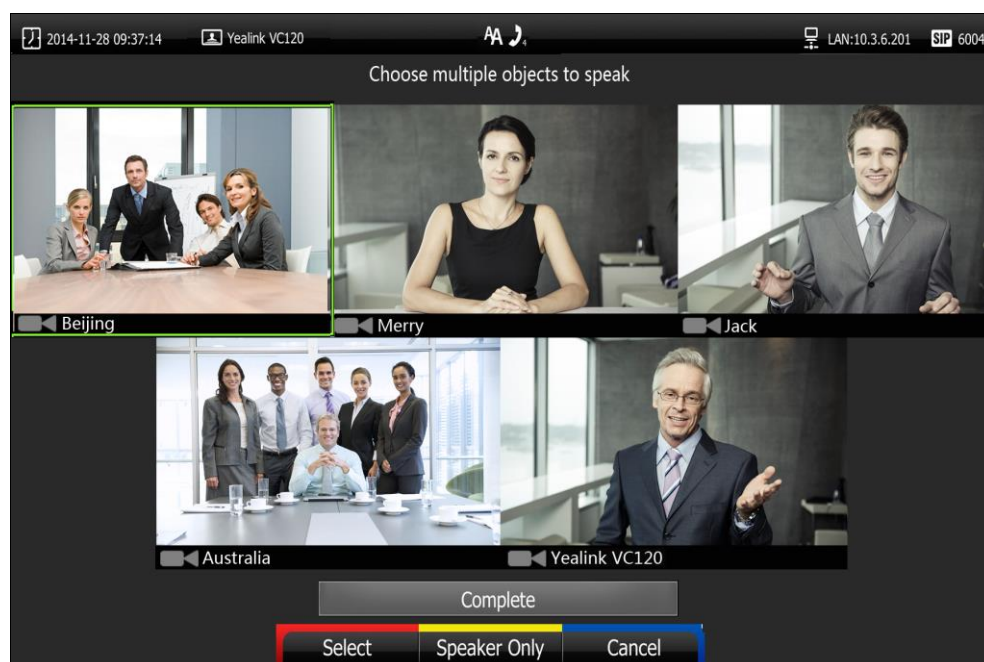 2014-11-28 09:37:14 Yealink VC120 AA 4 LAN:10.3.6.201 SIP 6004
Choose multiple objects to speak
Beijing Merry Jack
Australia Yealink VC120
Complete
Select Speaker Only Cancel